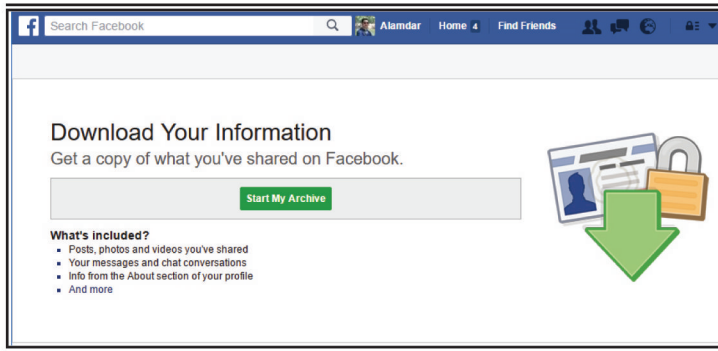 f Search Facebook Alamdar Home 4 Find Friends
Download Your Information
Get a copy of what you've shared on Facebook.
Start My Archive
What's included?
Posts, photos and videos you've shared
Your messages and chat conversations
Info from the About section of your profile
And more